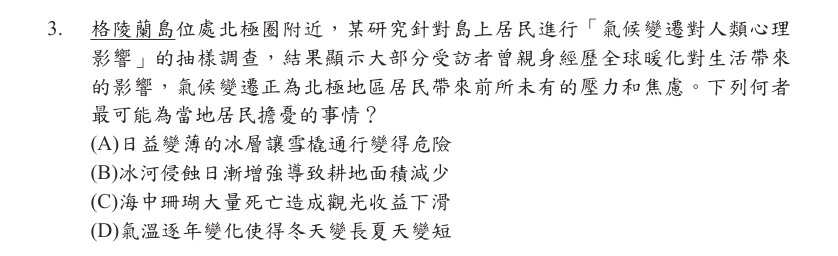 3. 格陵蘭島位處北極圈附近，某研究針對島上居民進行「氣候變遷對人類心理
影響」的抽樣調查，結果顯示大部分受訪者曾親身經歷全球暖化對生活帶來
的影響，氣候變遷正為北極地區居民帶來前所未有的壓力和焦慮。下列何者
最可能為當地居民擔憂的事情？
(A)日益變薄的冰層讓雪橇通行變得危險
(B)冰河侵蝕日漸增強導致耕地面積減少
(C)海中珊瑚大量死亡造成觀光收益下滑
(D)氣溫逐年變化使得冬天變長夏天變短